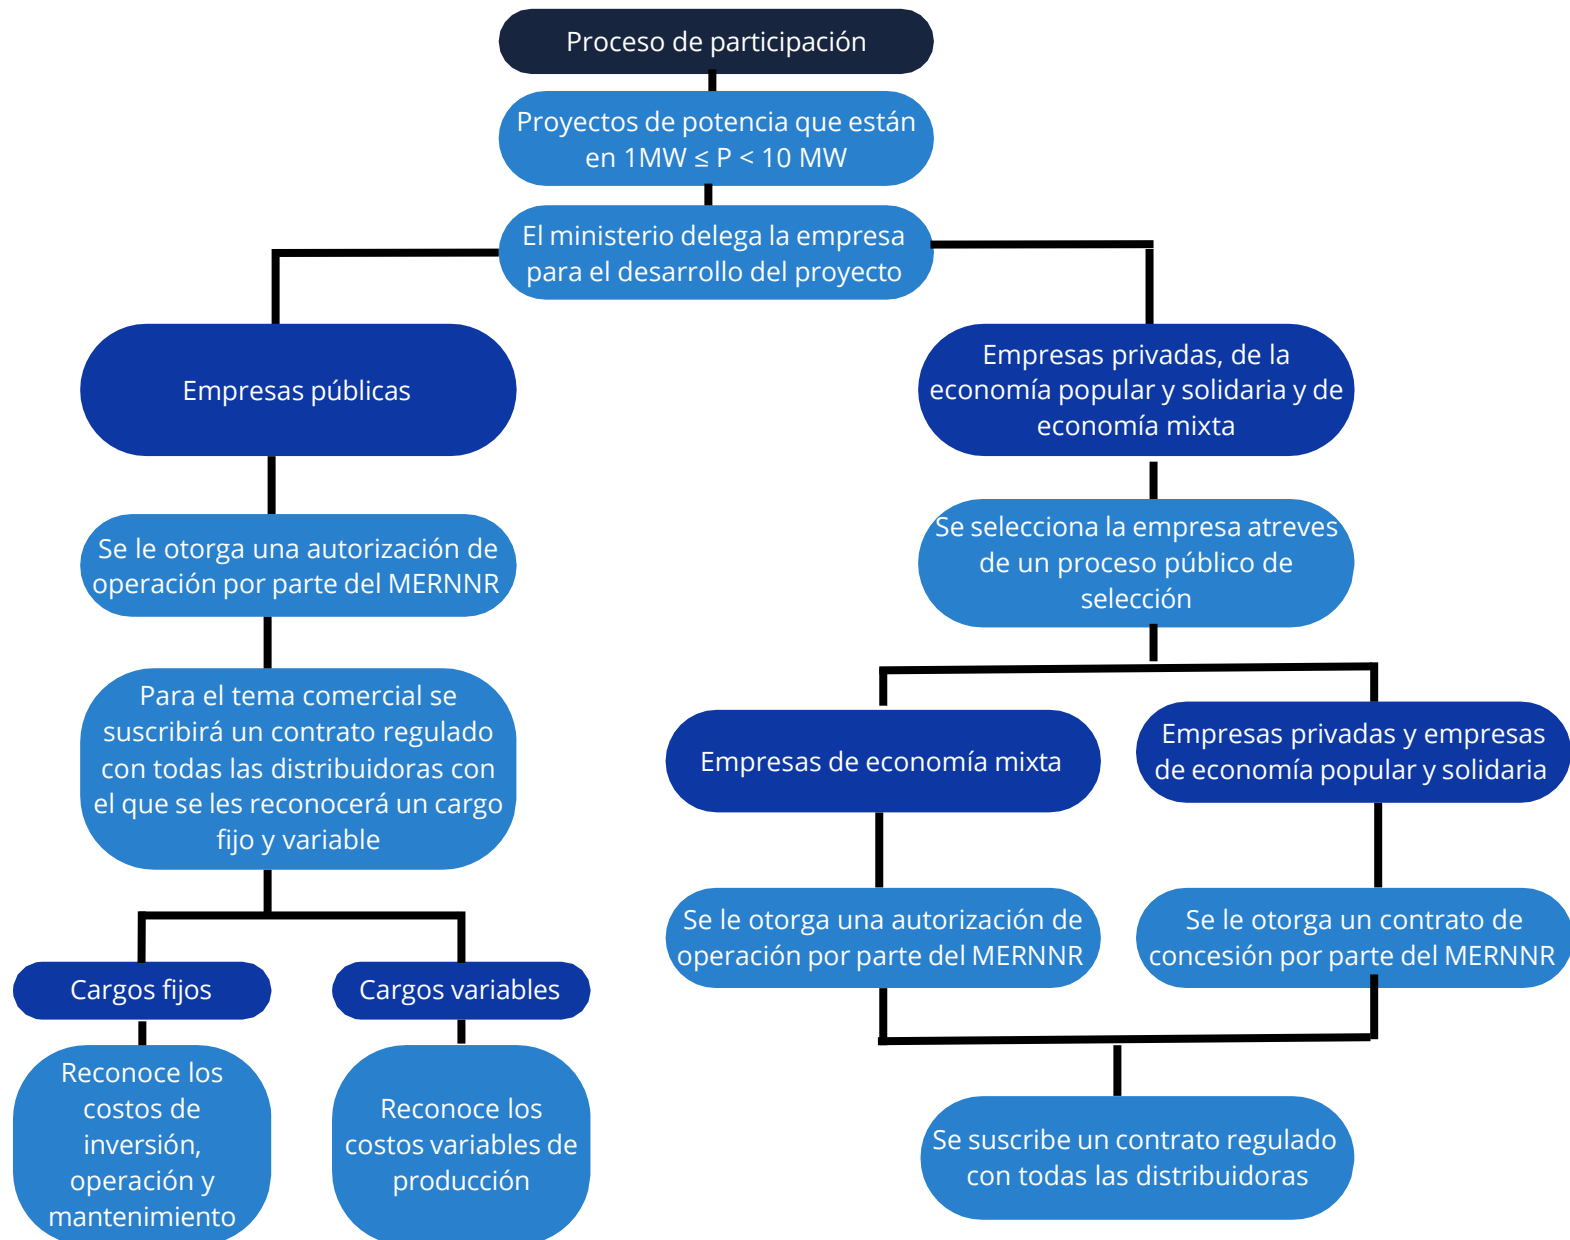 Proceso de participación
Proyectos de potencia que están
en 1MW ≤ P < 10 MW
El ministerio delega la empresa
para el desarrollo del proyecto
Empresas públicas
Se le otorga una autorización de
operación por parte del MERNNR
Para el tema comercial se
suscribirá un contrato regulado
con todas las distribuidoras con
el que se les reconocerá un cargo
fijo y variable
Cargos fijos
Reconoce los
costos de
inversión,
operación y
mantenimiento
Cargos variables
Reconoce los
costos variables de
producción
Empresas privadas, de la
economía popular y solidaria y de
economía mixta
Se selecciona la empresa atreves
de un proceso público de
selección
Empresas de economía mixta
Se le otorga una autorización de
operación por parte del MERNNR
Empresas privadas y empresas
de economía popular y solidaria
Se le otorga un contrato de
concesión por parte del MERNNR
Se suscribe un contrato regulado
con todas las distribuidoras